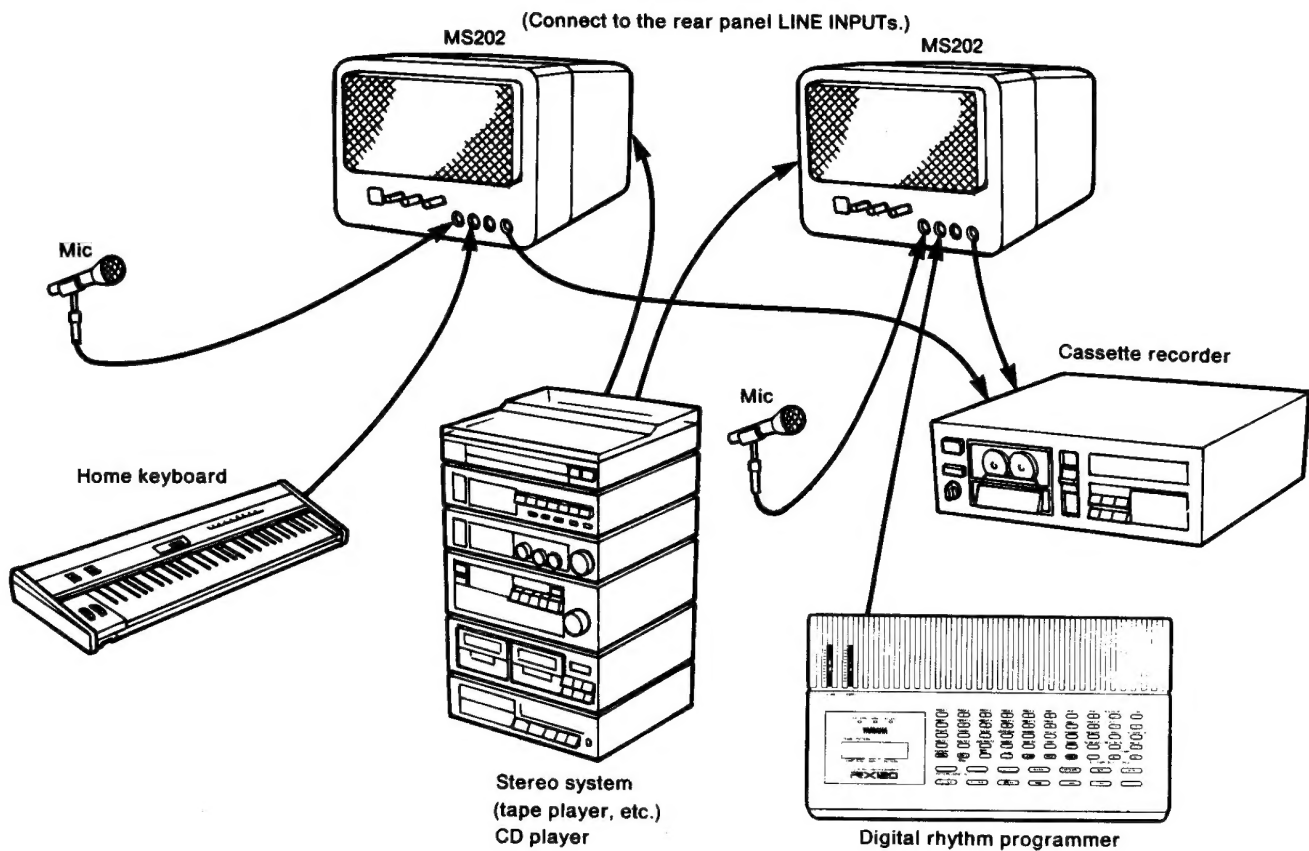 (Connect to the rear panel LINE INPUTs.)
MS202
MS202
Mic
Cassette recorder
Mic
Home keyboard
Stereo system
(tape player, etc.)
CD player
YAMAHA
RX120
Digital rhythm programmer